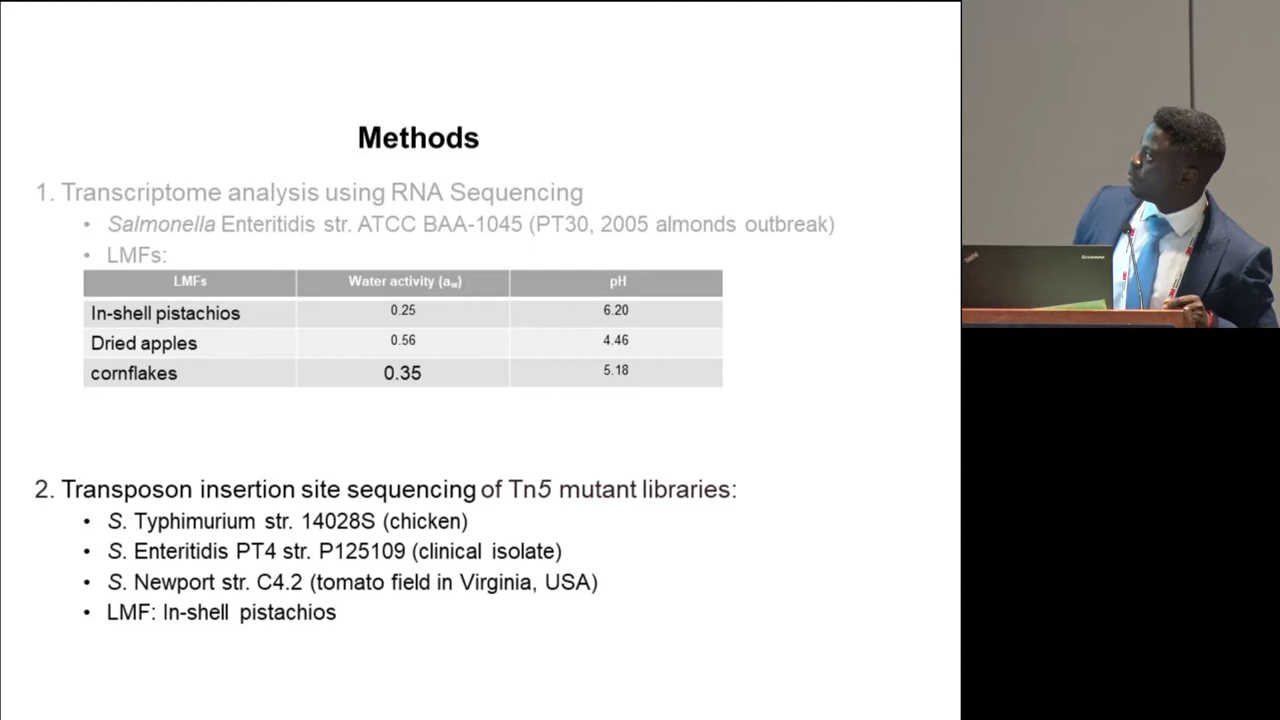 Methods
1. Transcriptome analysis using RNA Sequencing
• Salmonella Enteritidis str. ATCC BAA-1045 (PT30, 2005 almonds outbreak)
• LMFs:
LMFs Water activity (aw) pH
In-shell pistachios 0.25 6.20
Dried apples 0.56 4.46
cornflakes 0.35 5.18
2. Transposon insertion site sequencing of Tn5 mutant libraries:
• S. Typhimurium str. 14028S (chicken)
• S. Enteritidis PT4 str. P125109 (clinical isolate)
• S. Newport str. C4.2 (tomato field in Virginia, USA)
• LMF: In-shell pistachios